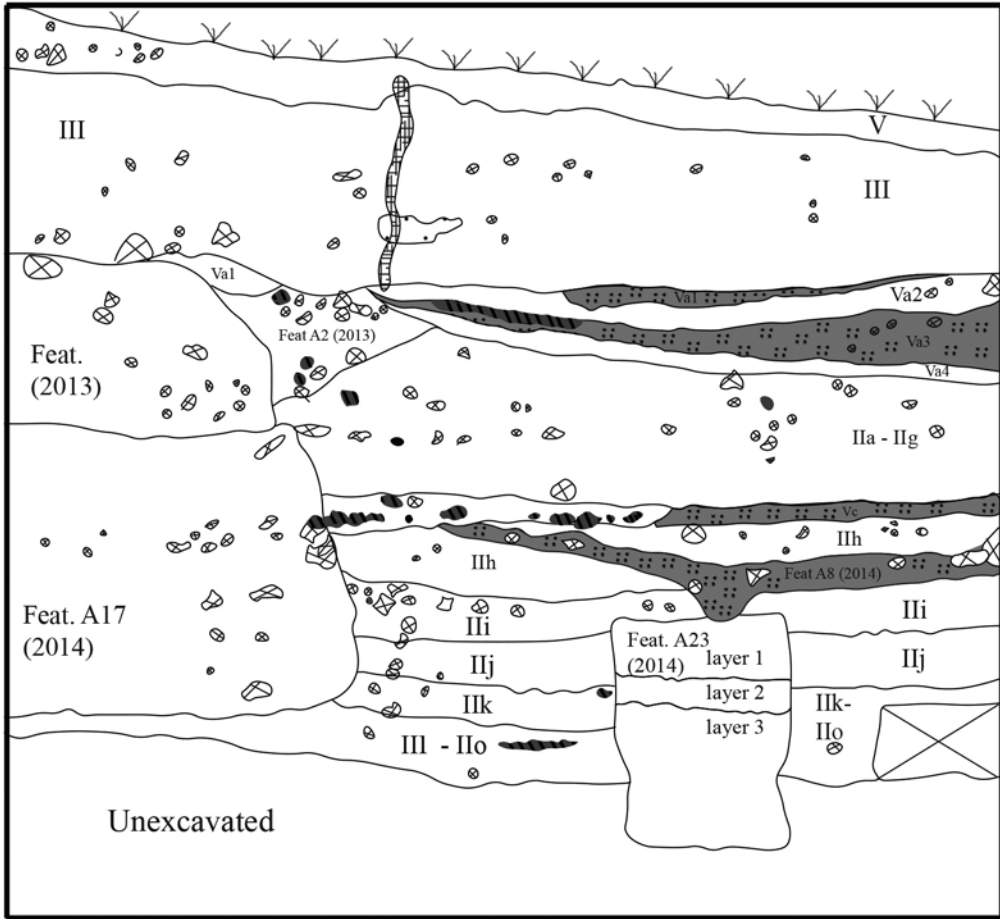 V
III
III
Va1
Va1
Va2
Feat A2 (2013)
Va3
Feat.
(2013)
Va4
IIa - IIg
Vc
IIh
IIh
Feat A8 (2014)
Feat. A17
(2014)
IIi
IIi
Feat. A23
(2014)
layer 1
IIj
IIj
layer 2
IIk
IIk-
IIo
layer 3
III - IIo
Unexcavated